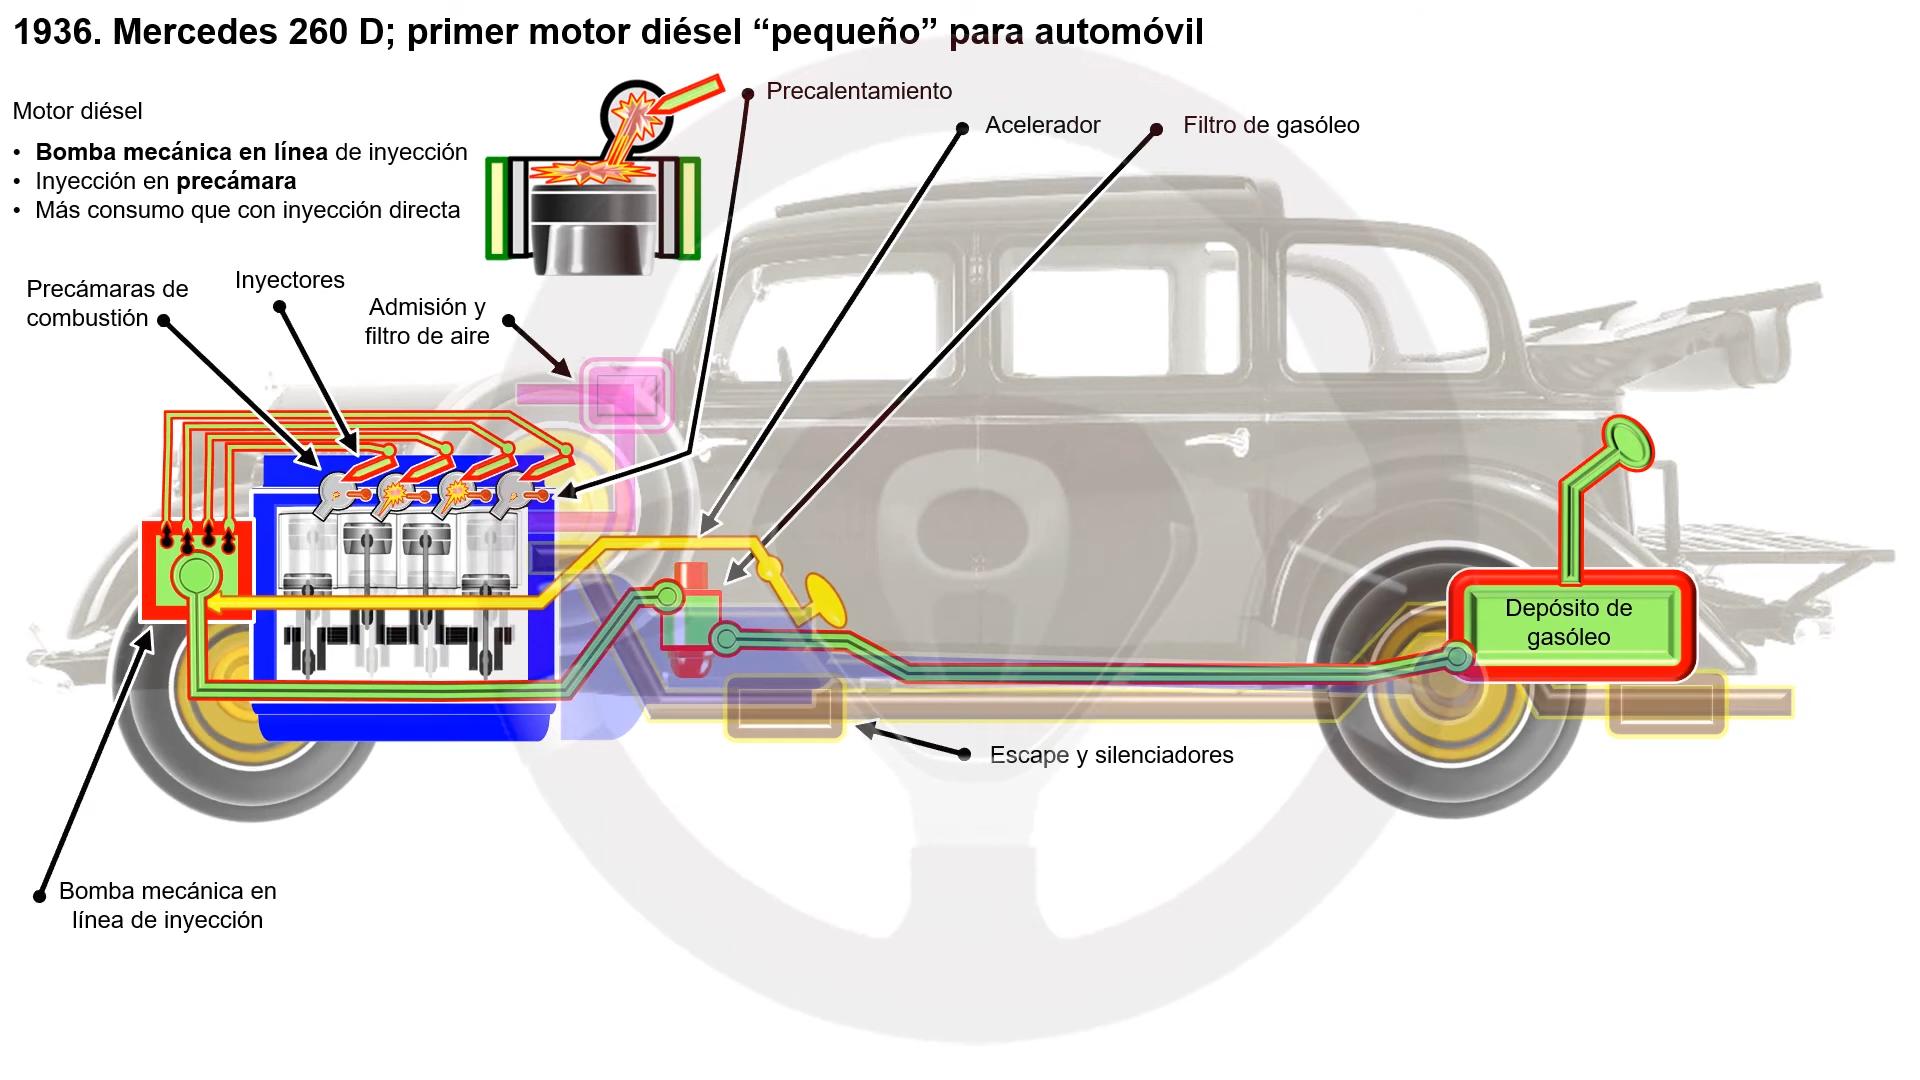 1936. Mercedes 260 D; primer motor diésel “pequeño” para automóvil
Motor diésel
• Bomba mecánica en línea de inyección
• Inyección en precámara
• Más consumo que con inyección directa
Precalentamiento
Acelerador
Filtro de gasóleo
Precámaras de
combustión
Inyectores
Admisión y
filtro de aire
Depósito de
gasóleo
Escape y silenciadores
Bomba mecánica en
línea de inyección